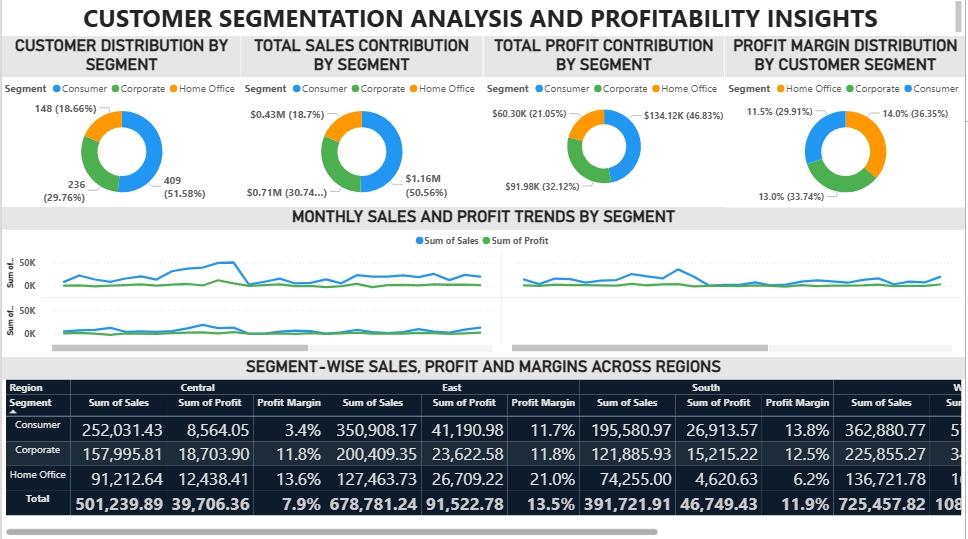 CUSTOMER SEGMENTATION ANALYSIS AND PROFITABILITY INSIGHTS
CUSTOMER DISTRIBUTION BY
SEGMENT
Segment Consumer Corporate Home Office
148 (18.66%)
236
(29.76%)
409
(51.58%)
TOTAL SALES CONTRIBUTION
BY SEGMENT
Segment Consumer Corporate Home Office
$0.43M (18.7%)
$0.71M (30.74...)
$1.16M
(50.56%)
TOTAL PROFIT CONTRIBUTION
BY SEGMENT
Segment Consumer Corporate Home Office
$60.30K (21.05%)
$134.12K (46.83%)
$91.98K (32.12%)
PROFIT MARGIN DISTRIBUTION
BY CUSTOMER SEGMENT
Segment Home Office Corporate Consumer
11.5% (29.91%)
14.0% (36.35%)
13.0% (33.74%)
MONTHLY SALES AND PROFIT TRENDS BY SEGMENT
Sum of Sales Sum of Profit
Sum of...
50K
0K
Sum of...
50K
0K
SEGMENT-WISE SALES, PROFIT AND MARGINS ACROSS REGIONS
Region Central East South W
Segment Sum of Sales Sum of Profit Profit Margin Sum of Sales Sum of Profit Profit Margin Sum of Sales Sum of Profit Profit Margin Sum of Sales Sur
Consumer 252,031.43 8,564.05 3.4% 350,908.17 41,190.98 11.7% 195,580.97 26,913.57 13.8% 362,880.77 5
Corporate 157,995.81 18,703.90 11.8% 200,409.35 23,622.58 11.8% 121,885.93 15,215.22 12.5% 225,855.27 3
Home Office 91,212.64 12,438.41 13.6% 127,463.73 26,709.22 21.0% 74,255.00 4,620.63 6.2% 136,721.78 1
Total 501,239.89 39,706.36 7.9% 678,781.24 91,522.78 13.5% 391,721.91 46,749.43 11.9% 725,457.82 108